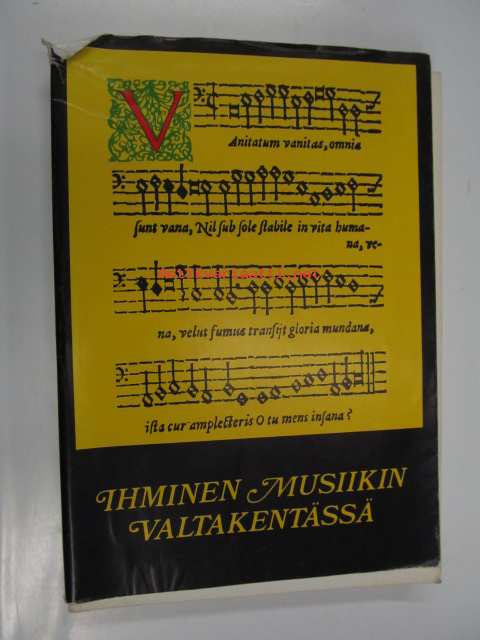 VAnitatum vanitas, omnia
ſunt vana, Nil ſub ſole ſtabile in vita huma-
na, ve-
na, velut fumus tranſijt gloria mundana,
iſta cur amplecteris O tu mens inſana?
IHMINEN MUSIIKIN
VALTAKENTÄSSÄ